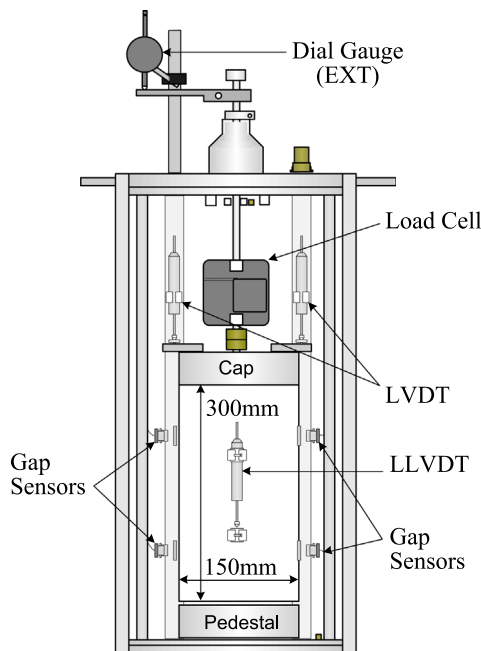 Dial Gauge
(EXT)
Load Cell
Cap
300mm
LVDT
LLVDT
Gap
Sensors
Gap
Sensors
150mm
Pedestal